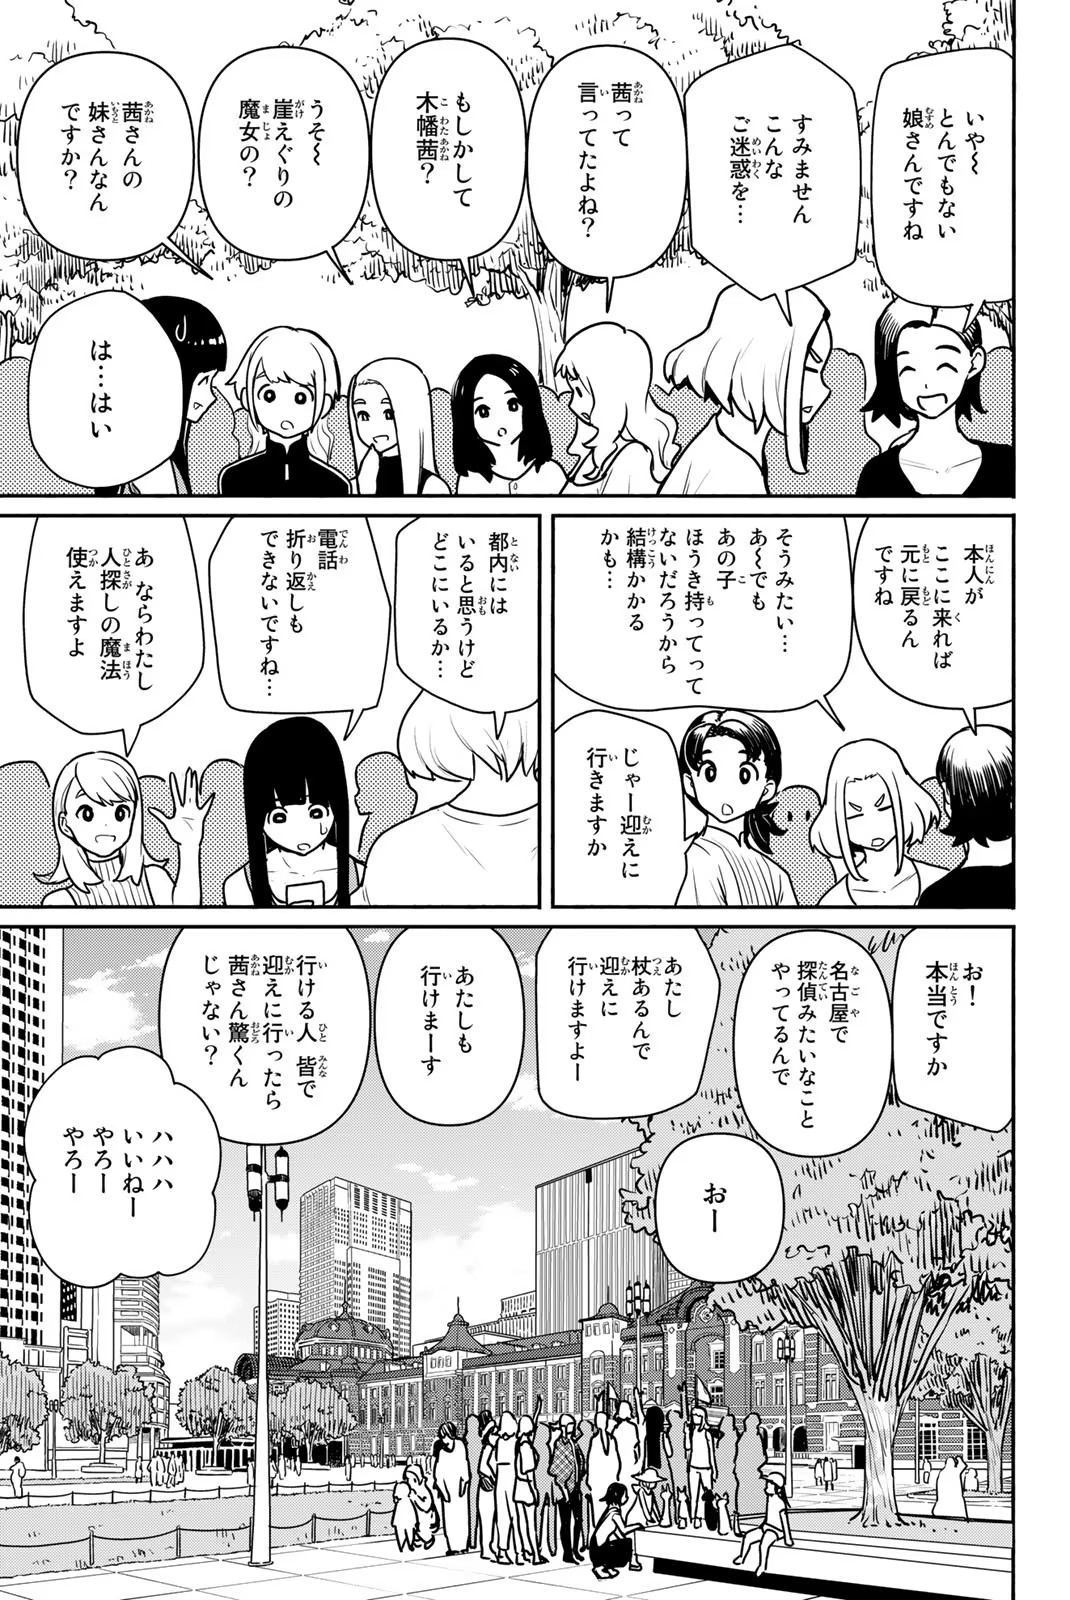 いや〜
とんでもない
娘さんですね
すみません
こんな
ご迷惑を…
茜って
言ってたよね?
もしかして
木幡茜?
うそ〜
崖えぐりの
魔女の?
茜さんの
妹さんなん
ですか?
は…はい
本人が
ここに来れば
元に戻るん
ですね
そうみたい…
あ〜でも
あの子
ほうき持ってって
ないだろうから
結構かかる
かも…
じゃー迎えに
行きますか
都内には
いると思うけど
どこにいるか…
電話
折り返しも
できないですね…
あ ならわたし
人探しの魔法
使えますよ
お!
本当ですか
名古屋で
探偵みたいなこと
やってるんで
おー
あたし
杖あるんで
迎えに
行けますよー
あたしも
行けまーす
行ける人 皆で
迎えに行ったら
茜さん驚くん
じゃない?
ハハハ
いいねー
やろー
やろー